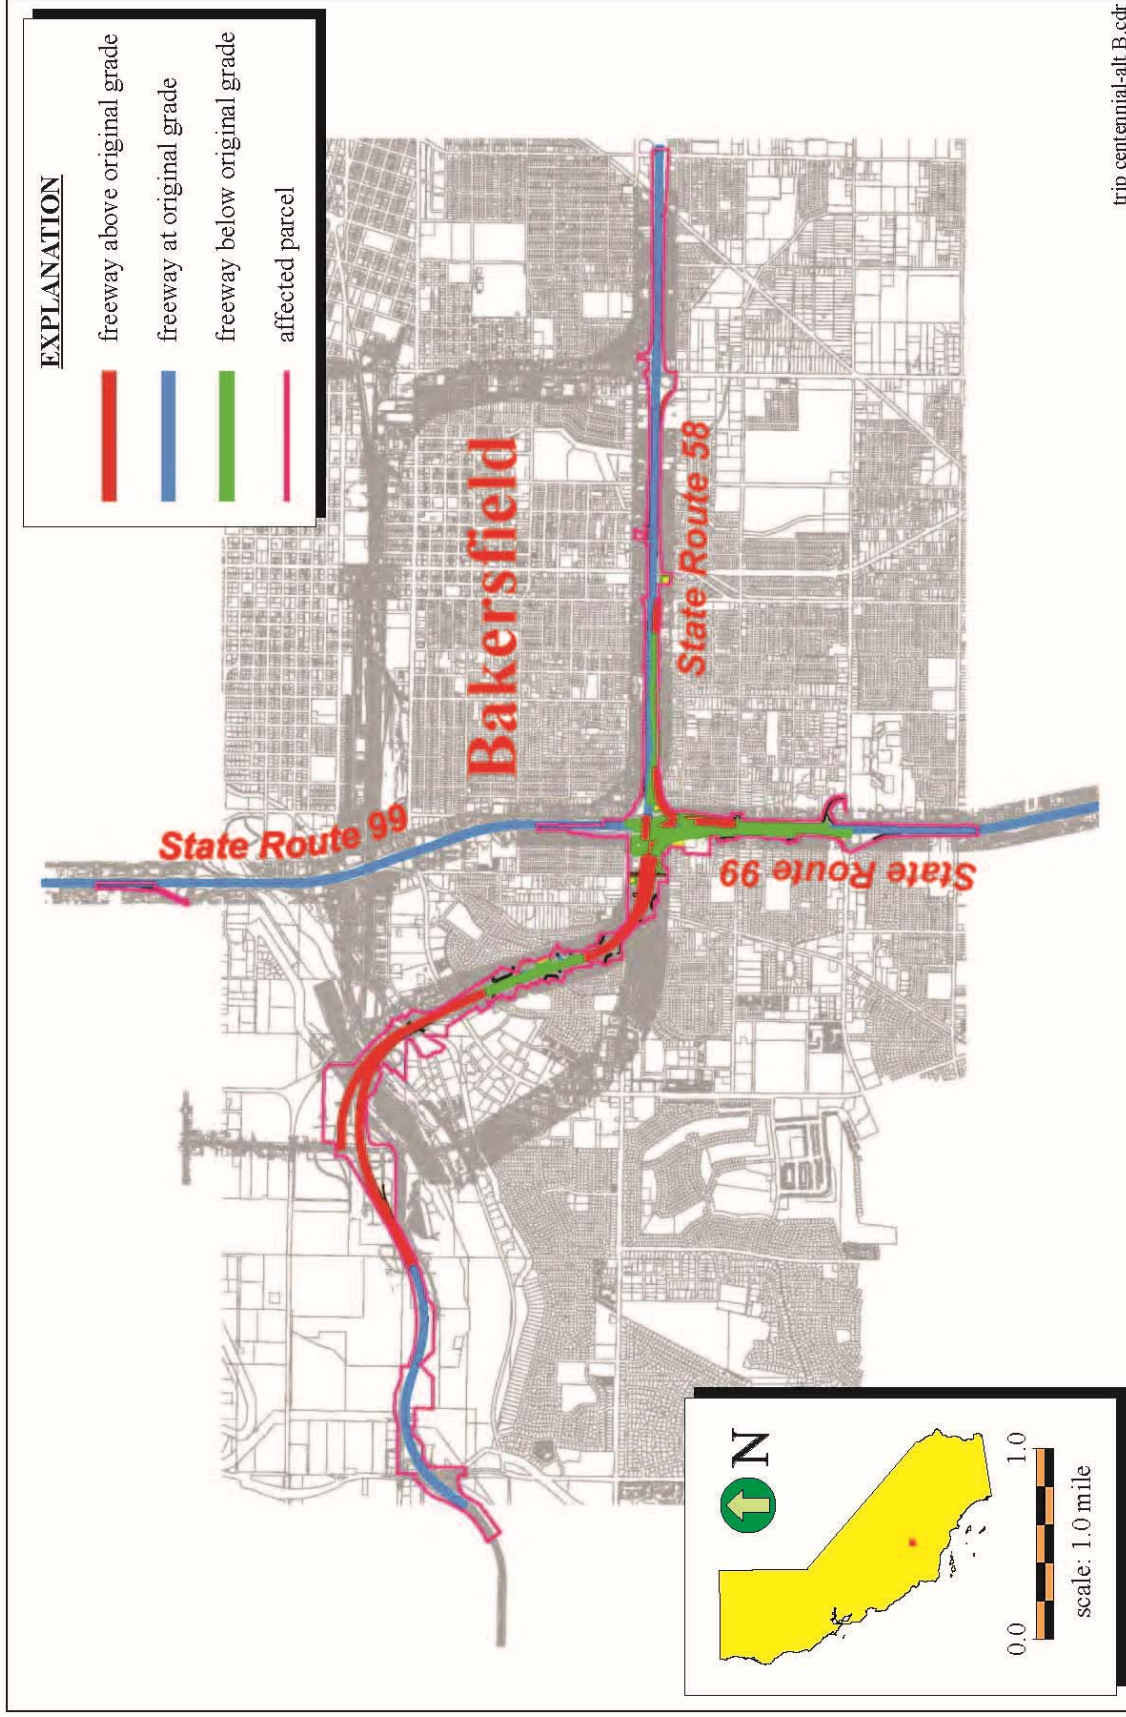 EXPLANATION
freeway above original grade
freeway at original grade
freeway below original grade
affected parcel
Bakersfield
State Route 99
State Route 58
State Route 99
N
0.0 1.0
scale: 1.0 mile
trip centennial-alt B.cdr